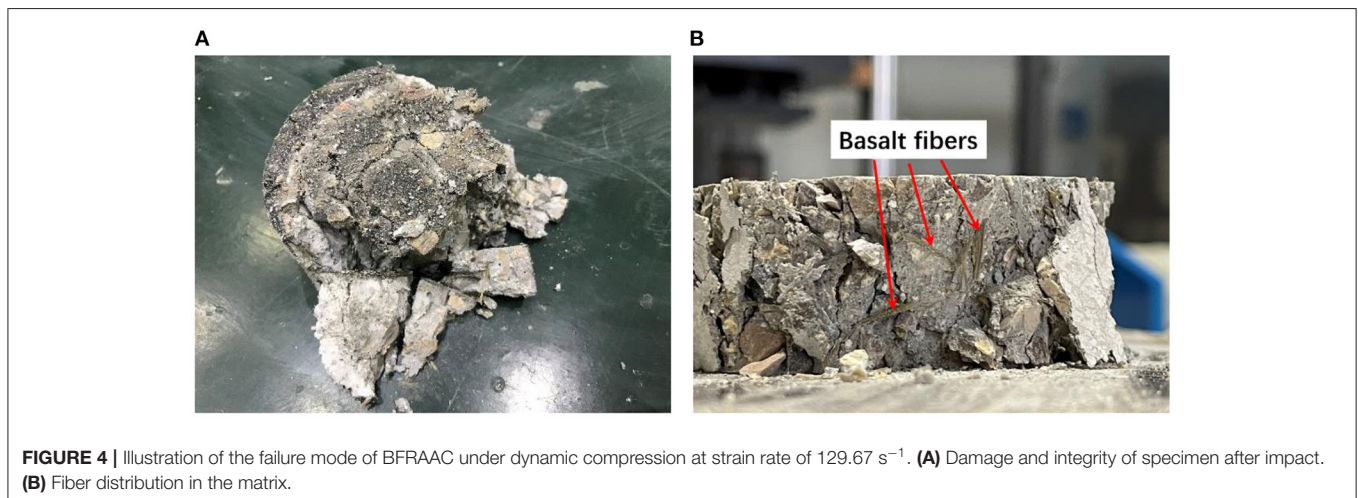 A
B
Basalt fibers
FIGURE 4 | Illustration of the failure mode of BFRAAC under dynamic compression at strain rate of 129.67 s⁻¹. (A) Damage and integrity of specimen after impact.
(B) Fiber distribution in the matrix.